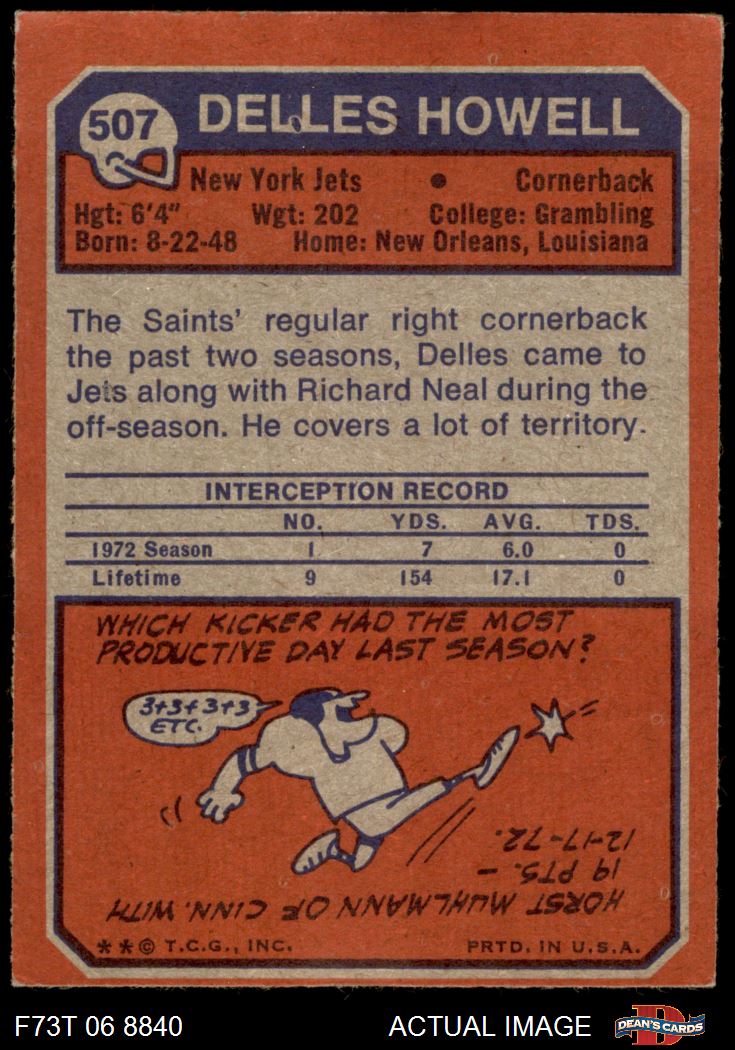 507
DELLES HOWELL
New York Jets • Cornerback
Hgt: 6'4" Wgt: 202 College: Grambling
Born: 8-22-48 Home: New Orleans, Louisiana
The Saints' regular right cornerback
the past two seasons, Delles came to
Jets along with Richard Neal during the
off-season. He covers a lot of territory.
INTERCEPTION RECORD
NO. YDS. AVG. TDS.
1972 Season 1 7 6.0 0
Lifetime 9 154 17.1 0
WHICH KICKER HAD THE MOST
PRODUCTIVE DAY LAST SEASON?
3+3+3+3
ETC.
HORST MUHLMANN OF CINN. WITH
19 PTS. –
12-17-72.
**© T.C.G., INC. PRTD. IN U.S.A.
F73T 06 8840 ACTUAL IMAGE
D
DEAN'S CARDS